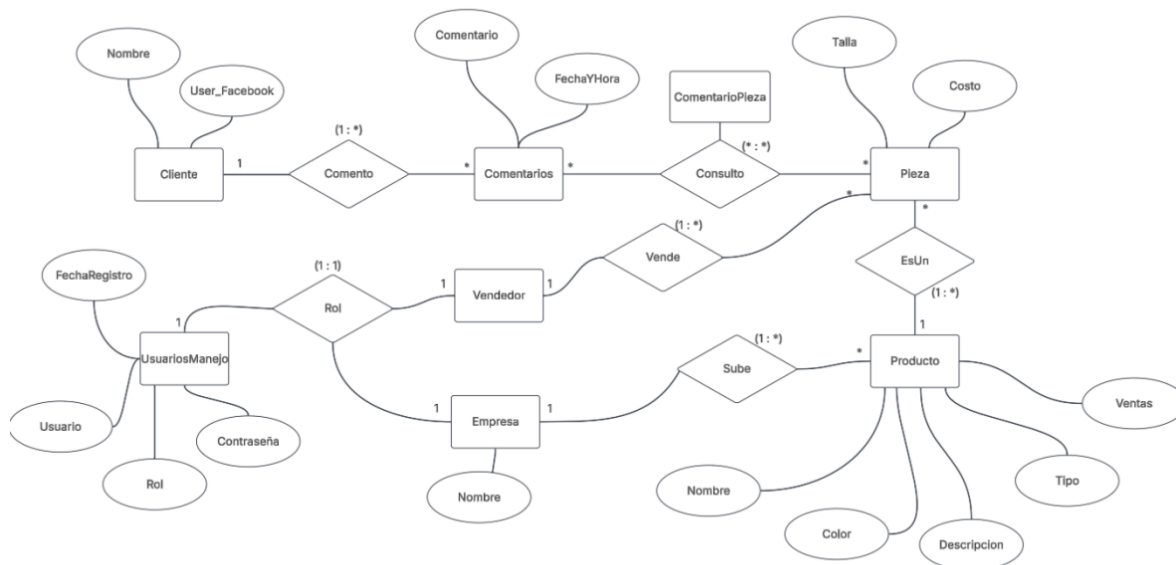 Nombre
User_Facebook
Cliente
1
(1 : *)
Comento
*
Comentario
FechaYHora
Comentarios
*
ComentarioPieza
(* : *)
Consulto
*
Talla
Costo
Pieza
*
*
(1 : *)
Vende
1
Vendedor
1
(1 : 1)
Rol
1
FechaRegistro
UsuariosManejo
Usuario
Rol
Contraseña
1
Empresa
1
Nombre
(1 : *)
Sube
*
EsUn
(1 : *)
1
Producto
Ventas
Tipo
Descripcion
Color
Nombre